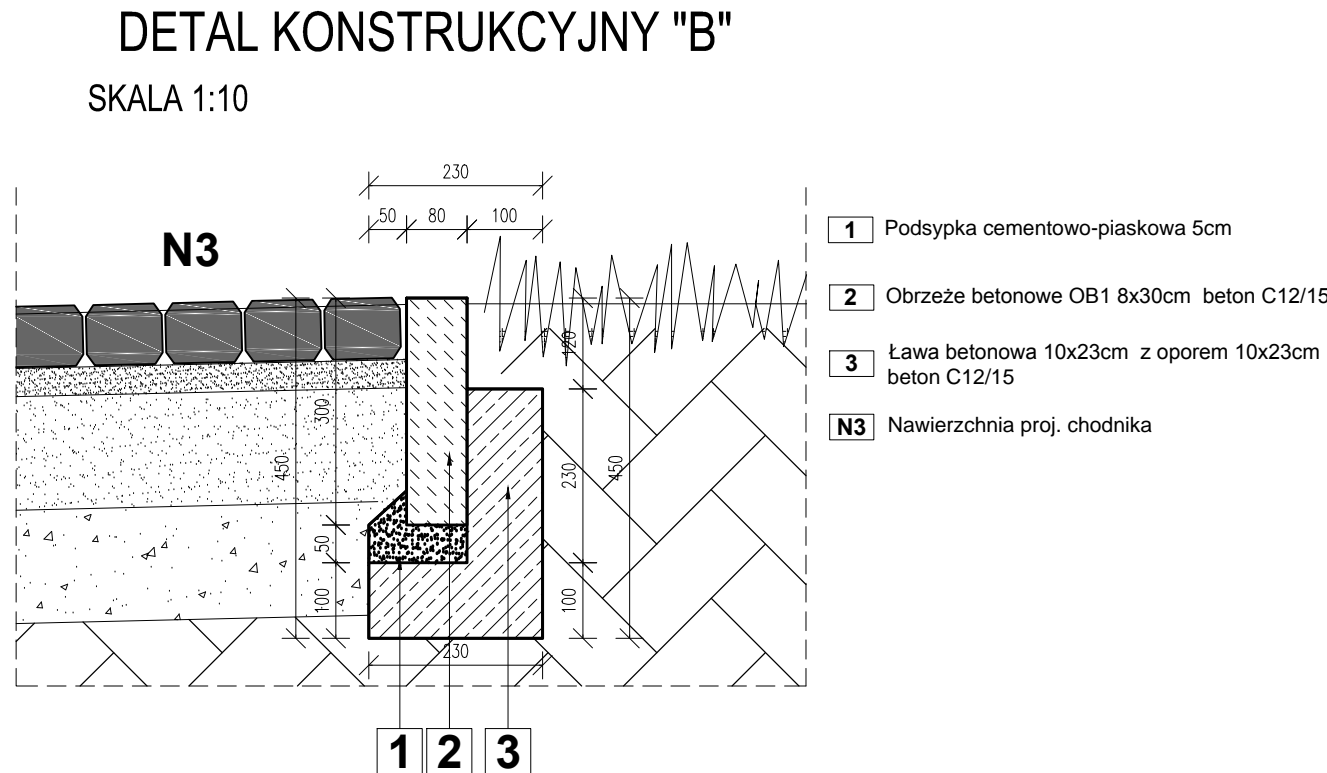 DETAL KONSTRUKCYJNY "B"
SKALA 1:10
230
50 80 100
N3
450
300
50
100
120
230
100
450
230
1 2 3
1 Podsypka cementowo-piaskowa 5cm
2 Obrzeże betonowe OB1 8x30cm beton C12/15
3 Ława betonowa 10x23cm z oporem 10x23cm
beton C12/15
N3 Nawierzchnia proj. chodnika